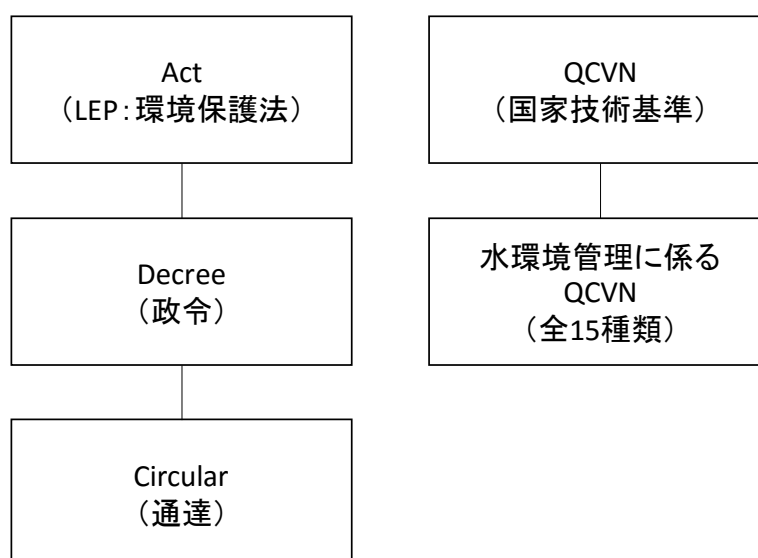 Act
（LEP：環境保護法）
Decree
（政令）
Circular
（通達）
QCVN
（国家技術基準）
水環境管理に係る
QCVN
（全15種類）